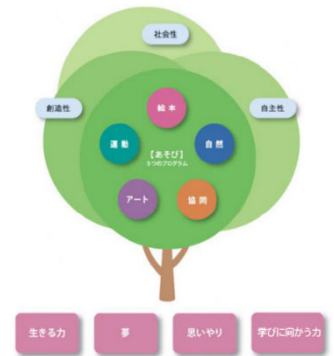 社会性
創造性
自主性
絵本
運動
自然
【あそび】
5つのプログラム
アート
協同
生きる力
夢
思いやり
学びに向かう力